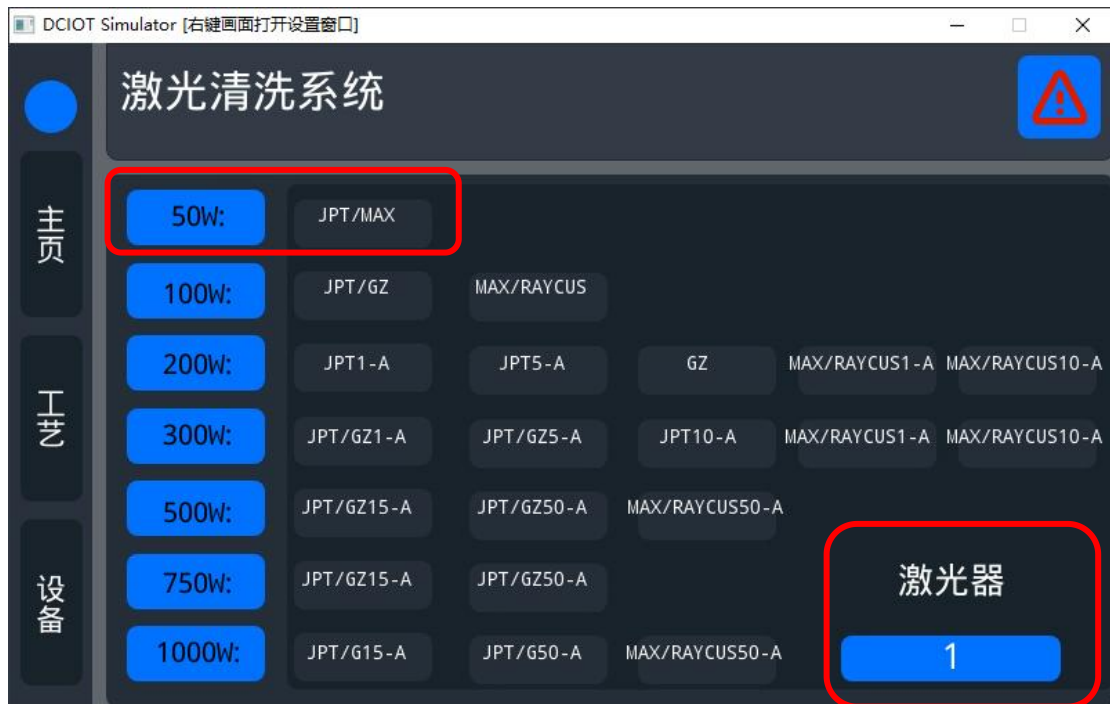 DCIOT Simulator [右键画面打开设置窗口]
激光清洗系统
主页
工艺
设备
50W: JPT/MAX
100W: JPT/GZ MAX/RAYCUS
200W: JPT1-A JPT5-A GZ MAX/RAYCUS1-A MAX/RAYCUS10-A
300W: JPT/GZ1-A JPT/GZ5-A JPT10-A MAX/RAYCUS1-A MAX/RAYCUS10-A
500W: JPT/GZ15-A JPT/GZ50-A MAX/RAYCUS50-A
750W: JPT/GZ15-A JPT/GZ50-A
1000W: JPT/G15-A JPT/G50-A MAX/RAYCUS50-A
激光器
1